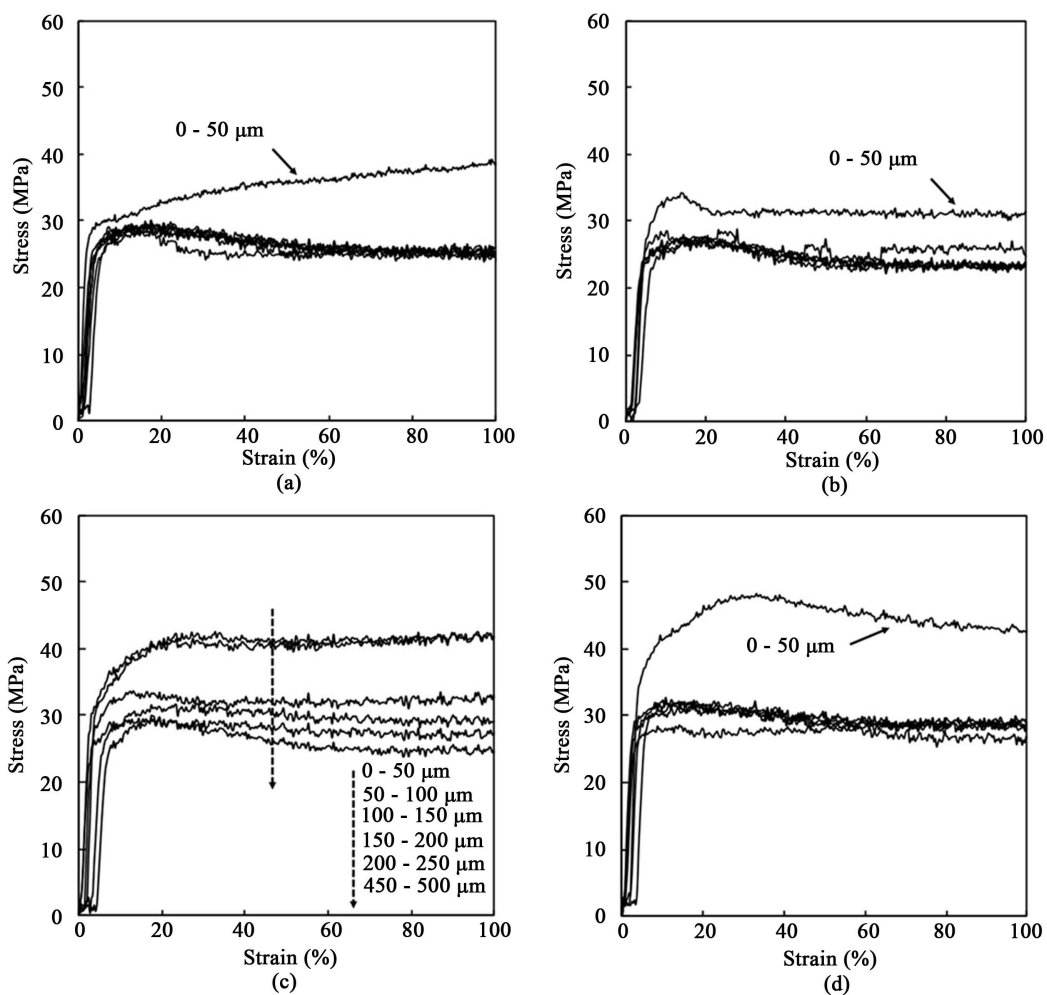 60
50
40
30
20
10
0
Stress (MPa)
0 - 50 μm
0 20 40 60 80 100
Strain (%)
(a)
60
50
40
30
20
10
0
Stress (MPa)
0 - 50 μm
0 20 40 60 80 100
Strain (%)
(b)
60
50
40
30
20
10
0
Stress (MPa)
0 - 50 μm
50 - 100 μm
100 - 150 μm
150 - 200 μm
200 - 250 μm
450 - 500 μm
0 20 40 60 80 100
Strain (%)
(c)
60
50
40
30
20
10
0
Stress (MPa)
0 - 50 μm
0 20 40 60 80 100
Strain (%)
(d)